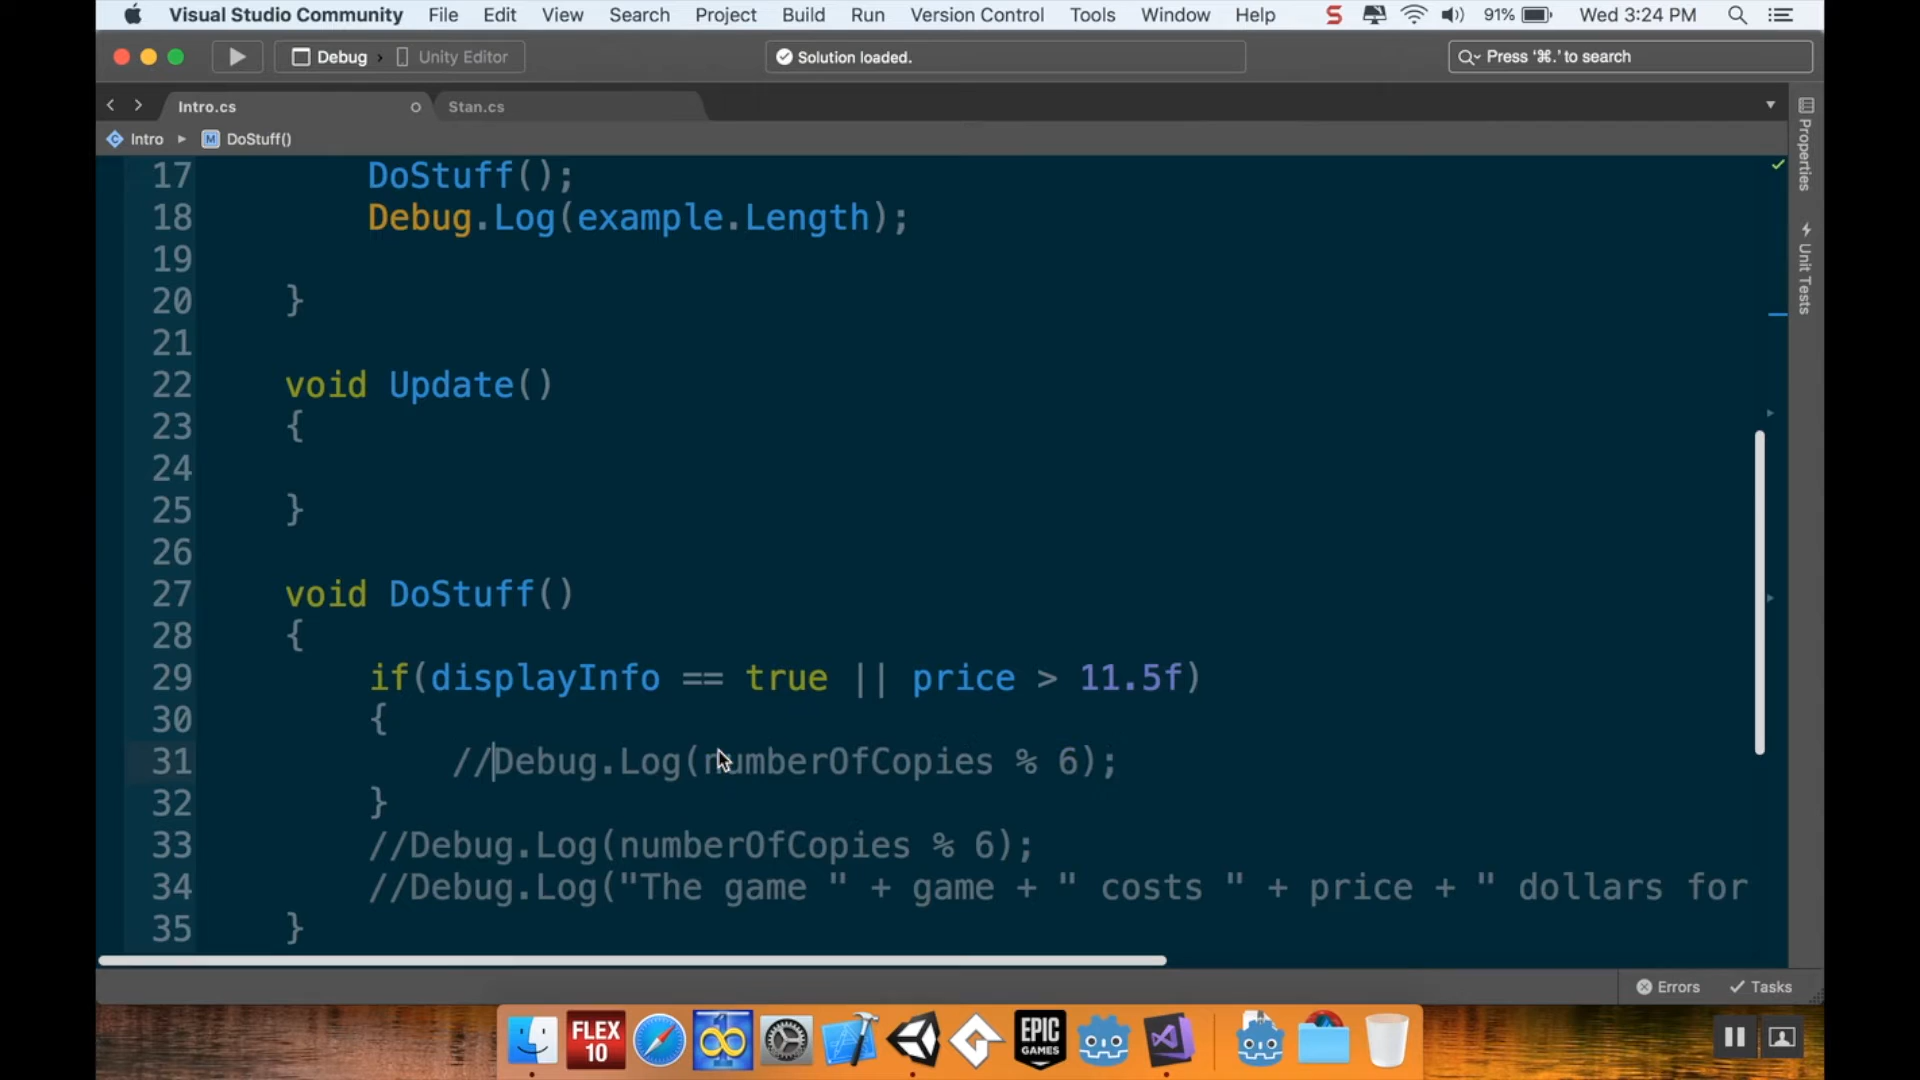 Visual Studio Community File Edit View Search Project Build Run Version Control Tools Window Help S 91% Wed 3:24 PM
Debug › Unity Editor Solution loaded. Press '⌘.' to search
Intro.cs Stan.cs
Intro ▸ M DoStuff()
Properties
Unit Tests
17 DoStuff();
18 Debug.Log(example.Length);
19
20 }
21
22 void Update()
23 {
24
25 }
26
27 void DoStuff()
28 {
29 if(displayInfo == true || price > 11.5f)
30 {
31 //Debug.Log(numberOfCopies % 6);
32 }
33 //Debug.Log(numberOfCopies % 6);
34 //Debug.Log("The game " + game + " costs " + price + " dollars for
35 }
Errors Tasks
FLEX
10
EPIC
GAMES